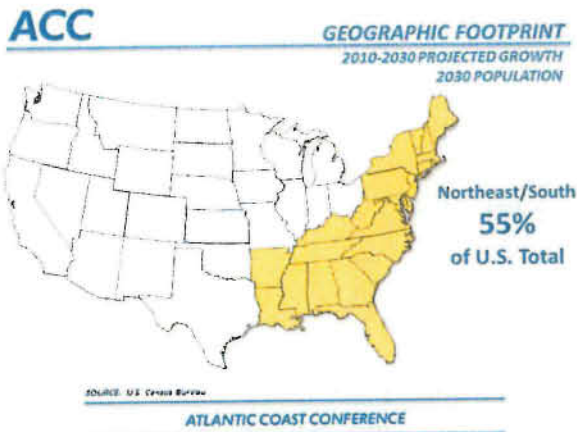 ACC
GEOGRAPHIC FOOTPRINT
2010-2030 PROJECTED GROWTH
2030 POPULATION
Northeast/South
55%
of U.S. Total
SOURCE: U.S. Census Bureau
ATLANTIC COAST CONFERENCE